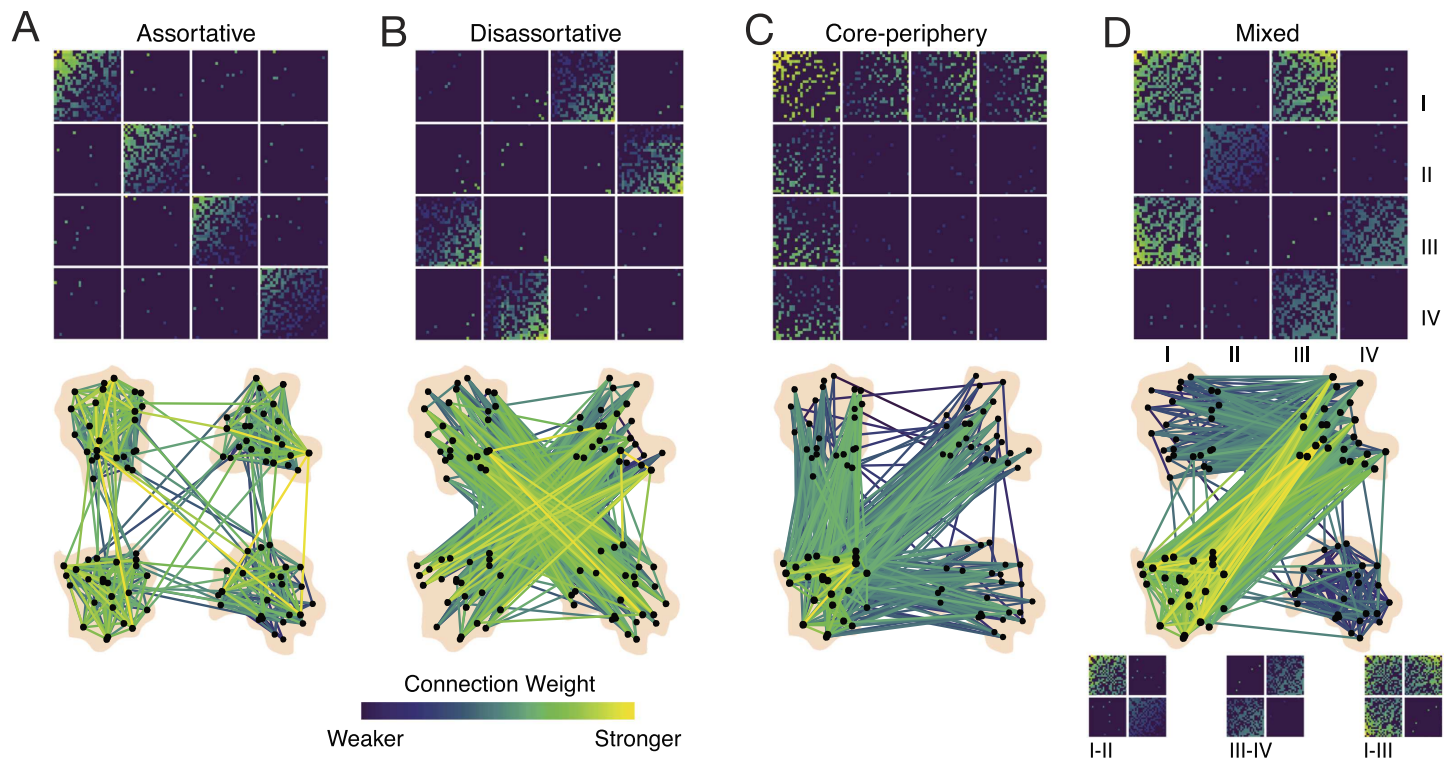 A Assortative
B Disassortative
C Core-periphery
D Mixed
I
II
III
IV
I II III IV
Connection Weight
Weaker Stronger
I-II III-IV I-III